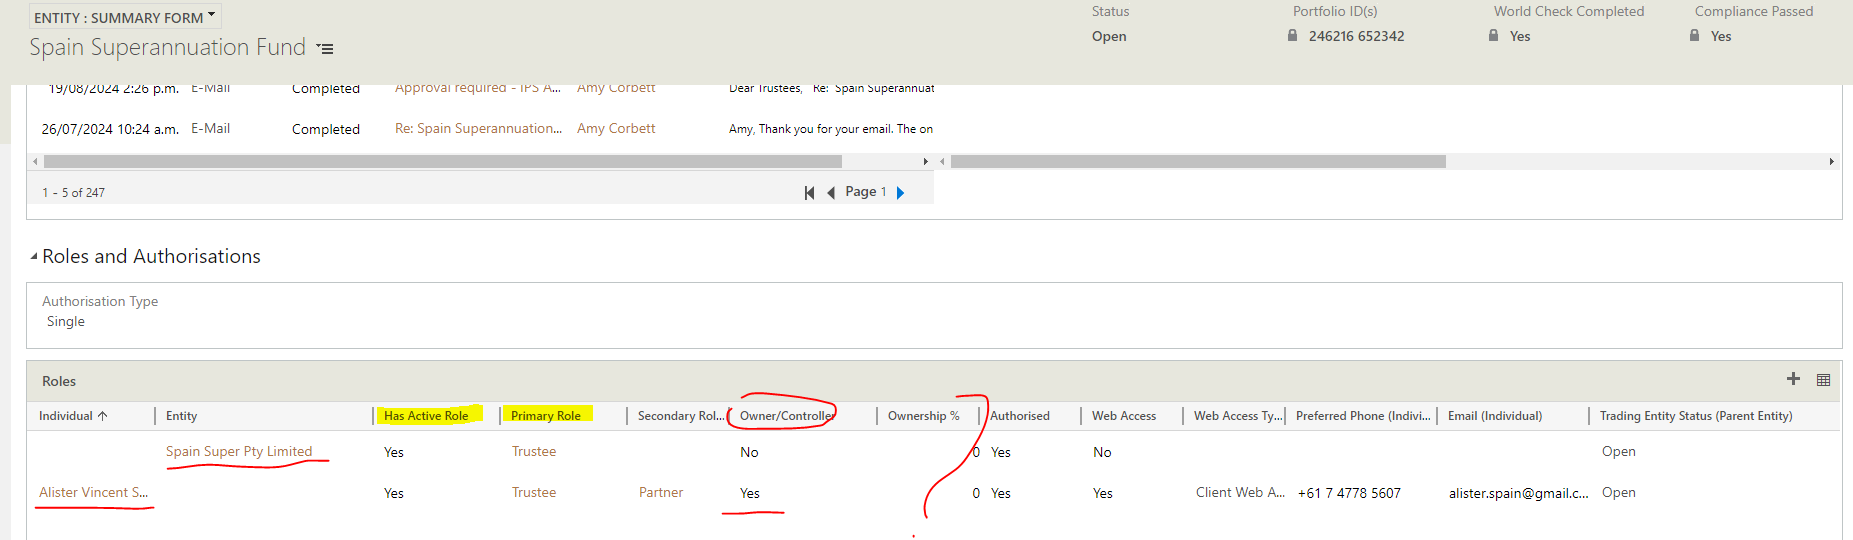 ENTITY : SUMMARY FORM
Spain Superannuation Fund
Status Portfolio ID(s) World Check Completed Compliance Passed
Open 246216 652342 Yes Yes
19/08/2024 2:26 p.m. E-Mail Completed Approval required - IPS A... Amy Corbett Dear Trustees, Re: Spain Superannuat
26/07/2024 10:24 a.m. E-Mail Completed Re: Spain Superannuation... Amy Corbett Amy, Thank you for your email. The on
1 - 5 of 247 Page 1
Roles and Authorisations
Authorisation Type
Single
Roles
Individual Entity Has Active Role Primary Role Secondary Rol... Owner/Controller Ownership % Authorised Web Access Web Access Ty... Preferred Phone (Indivi... Email (Individual) Trading Entity Status (Parent Entity)
Spain Super Pty Limited Yes Trustee No 0 Yes No Open
Alister Vincent S... Yes Trustee Partner Yes 0 Yes Yes Client Web A... +61 7 4778 5607 alister.spain@gmail.c... Open